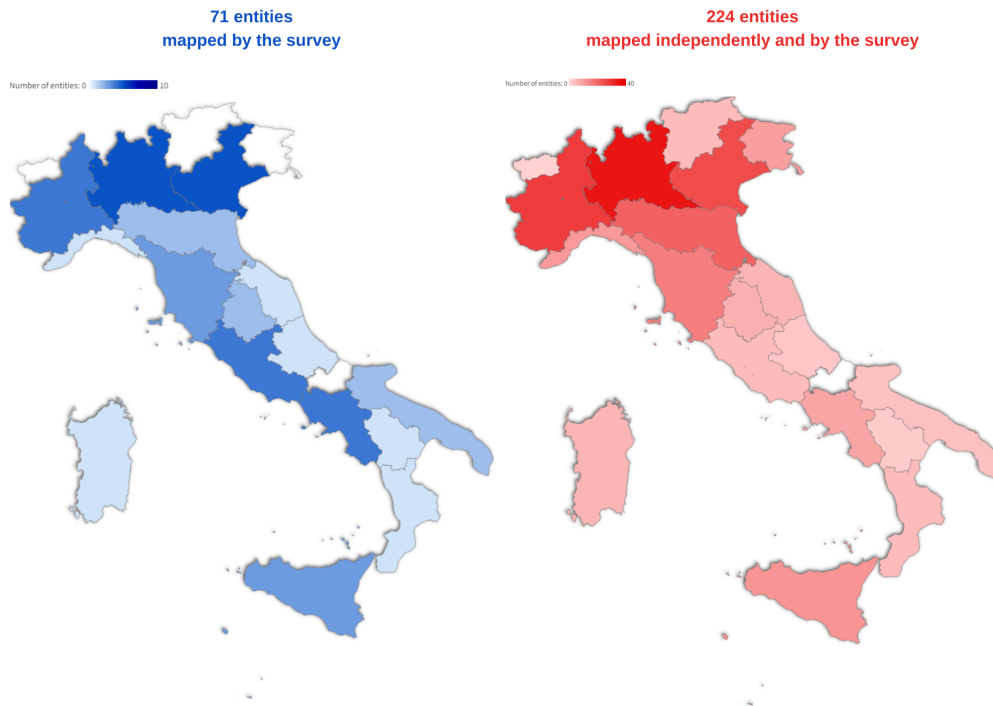 71 entities
mapped by the survey
Number of entities: 0 10
224 entities
mapped independently and by the survey
Number of entities: 0 40